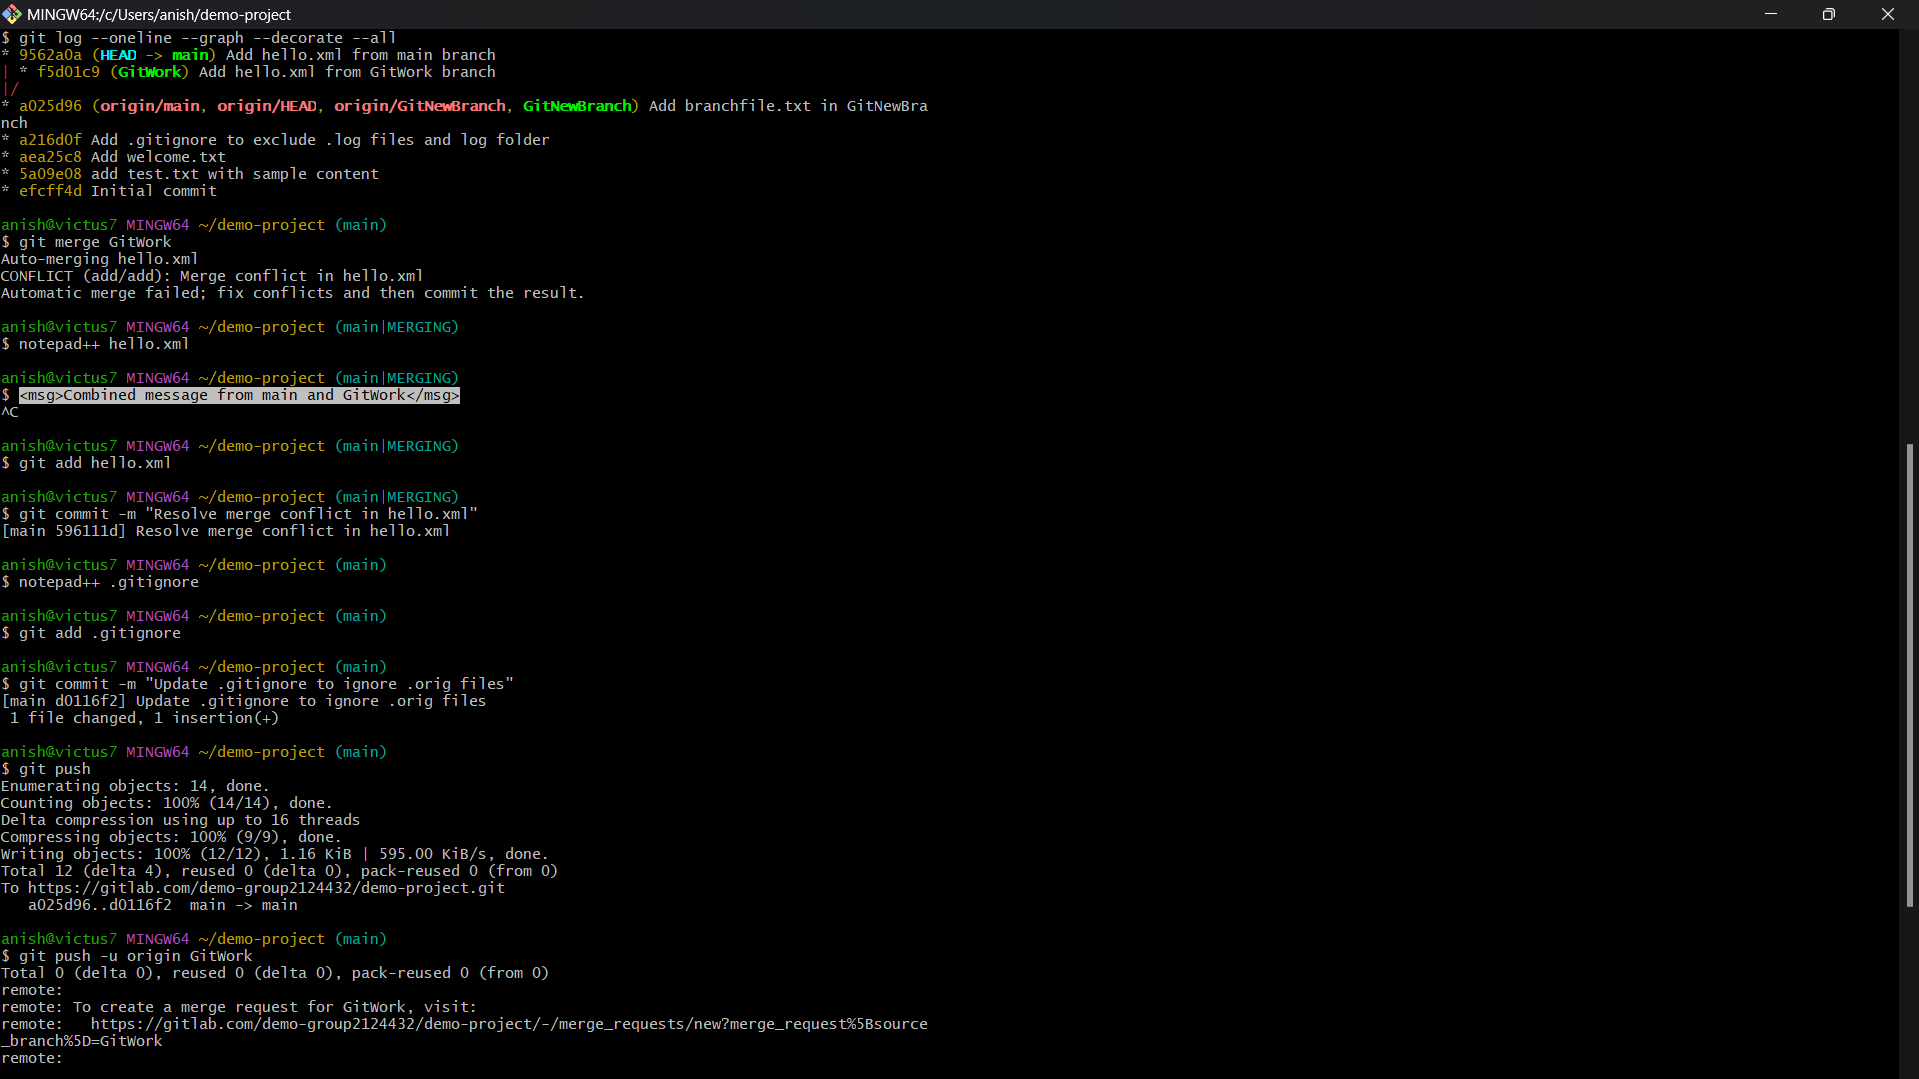 MINGW64:/c/Users/anish/demo-project
$ git log --oneline --graph --decorate --all
* 9562a0a (HEAD -> main) Add hello.xml from main branch
| * f5d01c9 (GitWork) Add hello.xml from GitWork branch
|/
* a025d96 (origin/main, origin/HEAD, origin/GitNewBranch, GitNewBranch) Add branchfile.txt in GitNewBra
nch
* a216d0f Add .gitignore to exclude .log files and log folder
* aea25c8 Add welcome.txt
* 5a09e08 add test.txt with sample content
* efcff4d Initial commit
anish@victus7 MINGW64 ~/demo-project (main)
$ git merge GitWork
Auto-merging hello.xml
CONFLICT (add/add): Merge conflict in hello.xml
Automatic merge failed; fix conflicts and then commit the result.
anish@victus7 MINGW64 ~/demo-project (main|MERGING)
$ notepad++ hello.xml
anish@victus7 MINGW64 ~/demo-project (main|MERGING)
$ <msg>Combined message from main and GitWork</msg>
^C
anish@victus7 MINGW64 ~/demo-project (main|MERGING)
$ git add hello.xml
anish@victus7 MINGW64 ~/demo-project (main|MERGING)
$ git commit -m "Resolve merge conflict in hello.xml"
[main 596111d] Resolve merge conflict in hello.xml
anish@victus7 MINGW64 ~/demo-project (main)
$ notepad++ .gitignore
anish@victus7 MINGW64 ~/demo-project (main)
$ git add .gitignore
anish@victus7 MINGW64 ~/demo-project (main)
$ git commit -m "Update .gitignore to ignore .orig files"
[main d0116f2] Update .gitignore to ignore .orig files
 1 file changed, 1 insertion(+)
anish@victus7 MINGW64 ~/demo-project (main)
$ git push
Enumerating objects: 14, done.
Counting objects: 100% (14/14), done.
Delta compression using up to 16 threads
Compressing objects: 100% (9/9), done.
Writing objects: 100% (12/12), 1.16 KiB | 595.00 KiB/s, done.
Total 12 (delta 4), reused 0 (delta 0), pack-reused 0 (from 0)
To https://gitlab.com/demo-group2124432/demo-project.git
   a025d96..d0116f2  main -> main
anish@victus7 MINGW64 ~/demo-project (main)
$ git push -u origin GitWork
Total 0 (delta 0), reused 0 (delta 0), pack-reused 0 (from 0)
remote:
remote: To create a merge request for GitWork, visit:
remote:   https://gitlab.com/demo-group2124432/demo-project/-/merge_requests/new?merge_request%5Bsource
_branch%5D=GitWork
remote: